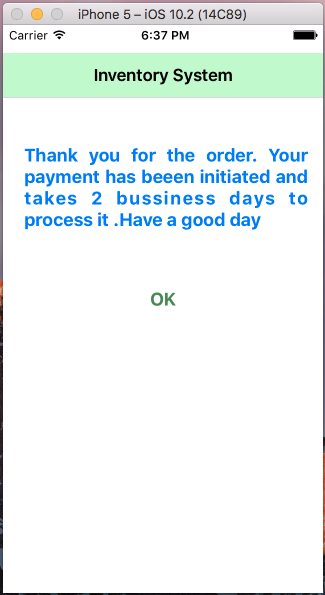 iPhone 5 – iOS 10.2 (14C89)
Carrier 6:37 PM
Inventory System
Thank you for the order. Your
payment has beeen initiated and
takes 2 bussiness days to
process it .Have a good day
OK